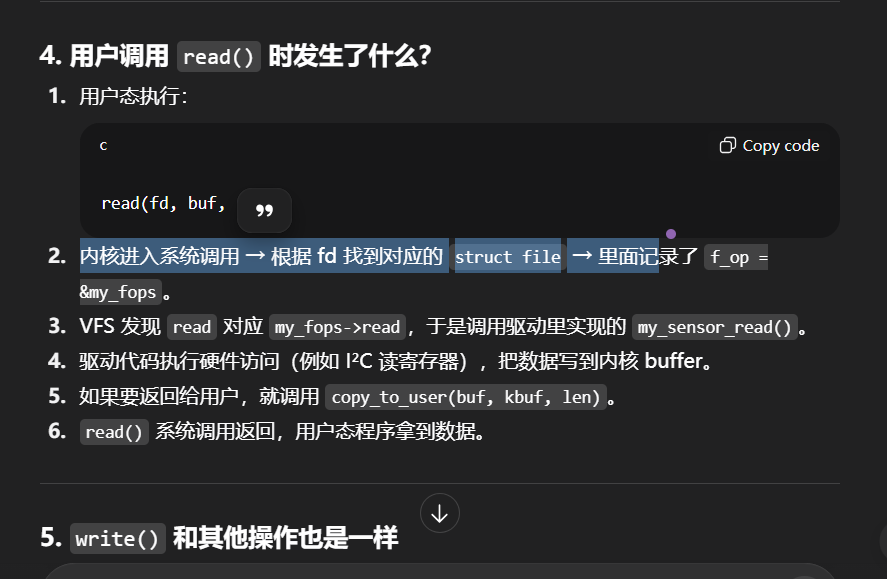 4. 用户调用 read() 时发生了什么?
1. 用户态执行:
c
Copy code
read(fd, buf,
2. 内核进入系统调用 → 根据 fd 找到对应的 struct file → 里面记录了 f_op =
&my_fops。
3. VFS 发现 read 对应 my_fops->read,于是调用驱动里实现的 my_sensor_read()。
4. 驱动代码执行硬件访问(例如 I²C 读寄存器),把数据写到内核 buffer。
5. 如果要返回给用户,就调用 copy_to_user(buf, kbuf, len)。
6. read() 系统调用返回,用户态程序拿到数据。
5. write() 和其他操作也是一样